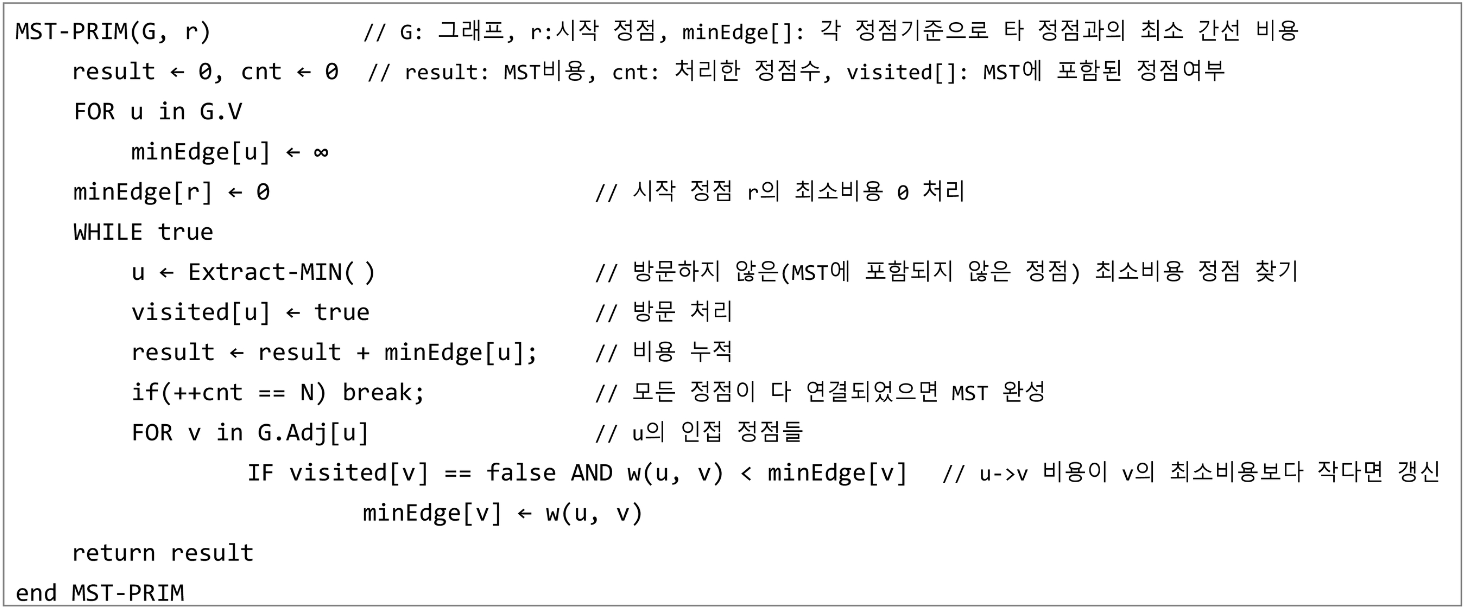 MST-PRIM(G, r) // G: 그래프, r:시작 정점, minEdge[]: 각 정점기준으로 타 정점과의 최소 간선 비용
result ← 0, cnt ← 0 // result: MST비용, cnt: 처리한 정점수, visited[]: MST에 포함된 정점여부
FOR u in G.V
minEdge[u] ← ∞
minEdge[r] ← 0 // 시작 정점 r의 최소비용 0 처리
WHILE true
u ← Extract-MIN() // 방문하지 않은(MST에 포함되지 않은 정점) 최소비용 정점 찾기
visited[u] ← true // 방문 처리
result ← result + minEdge[u]; // 비용 누적
if(++cnt == N) break; // 모든 정점이 다 연결되었으면 MST 완성
FOR v in G.Adj[u] // u의 인접 정점들
IF visited[v] == false AND w(u, v) < minEdge[v] // u->v 비용이 v의 최소비용보다 작다면 갱신
minEdge[v] ← w(u, v)
return result
end MST-PRIM